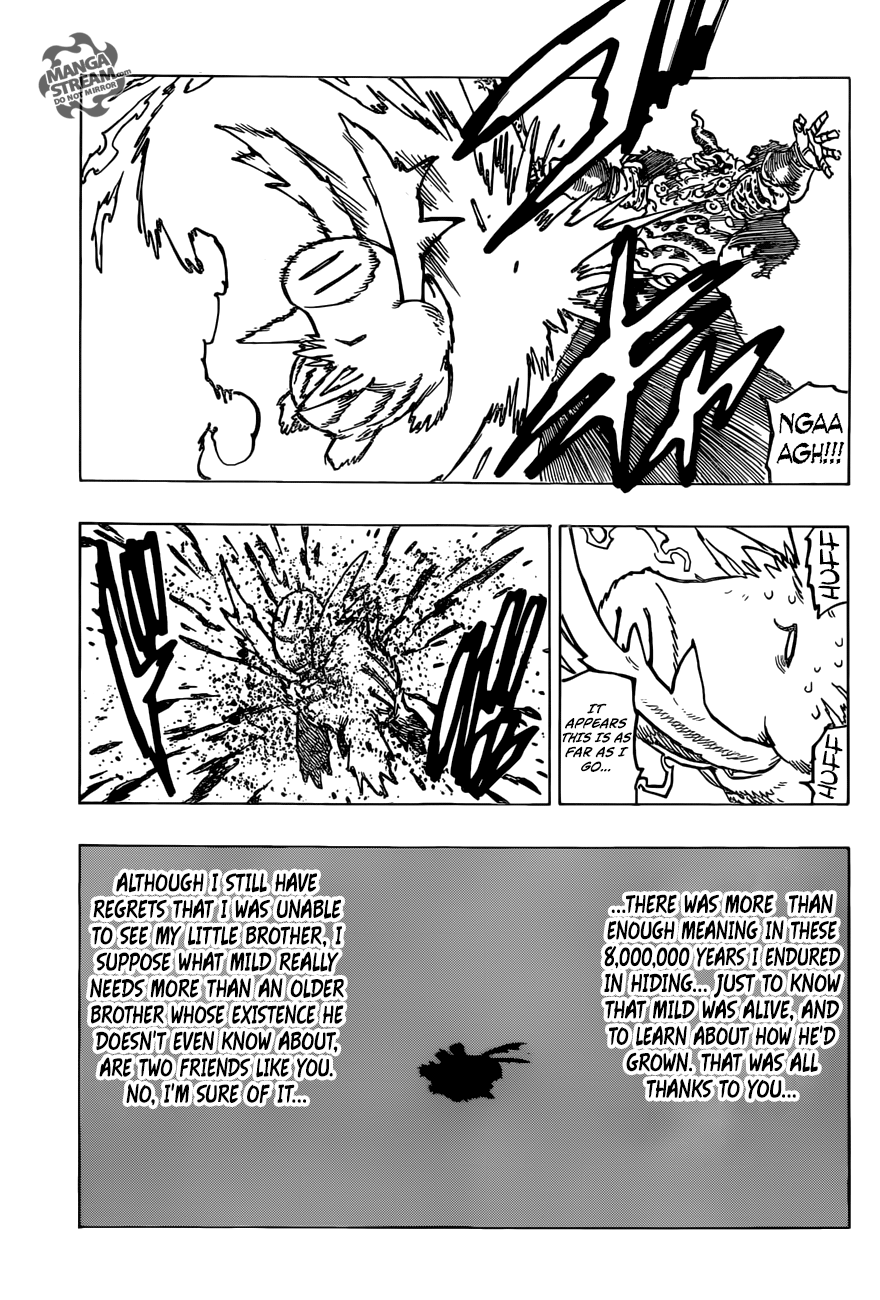 MANGA
STREAM.com
DO NOT MIRROR
NGAA
AGH!!!
HUFF
IT
APPEARS
THIS IS AS
FAR AS I
GO...
HUFF
...THERE WAS MORE THAN
ENOUGH MEANING IN THESE
8,000,000 YEARS I ENDURED
IN HIDING... JUST TO KNOW
THAT MILD WAS ALIVE, AND
TO LEARN ABOUT HOW HE'D
GROWN. THAT WAS ALL
THANKS TO YOU...
ALTHOUGH I STILL HAVE
REGRETS THAT I WAS UNABLE
TO SEE MY LITTLE BROTHER, I
SUPPOSE WHAT MILD REALLY
NEEDS MORE THAN AN OLDER
BROTHER WHOSE EXISTENCE HE
DOESN'T EVEN KNOW ABOUT,
ARE TWO FRIENDS LIKE YOU.
NO, I'M SURE OF IT...